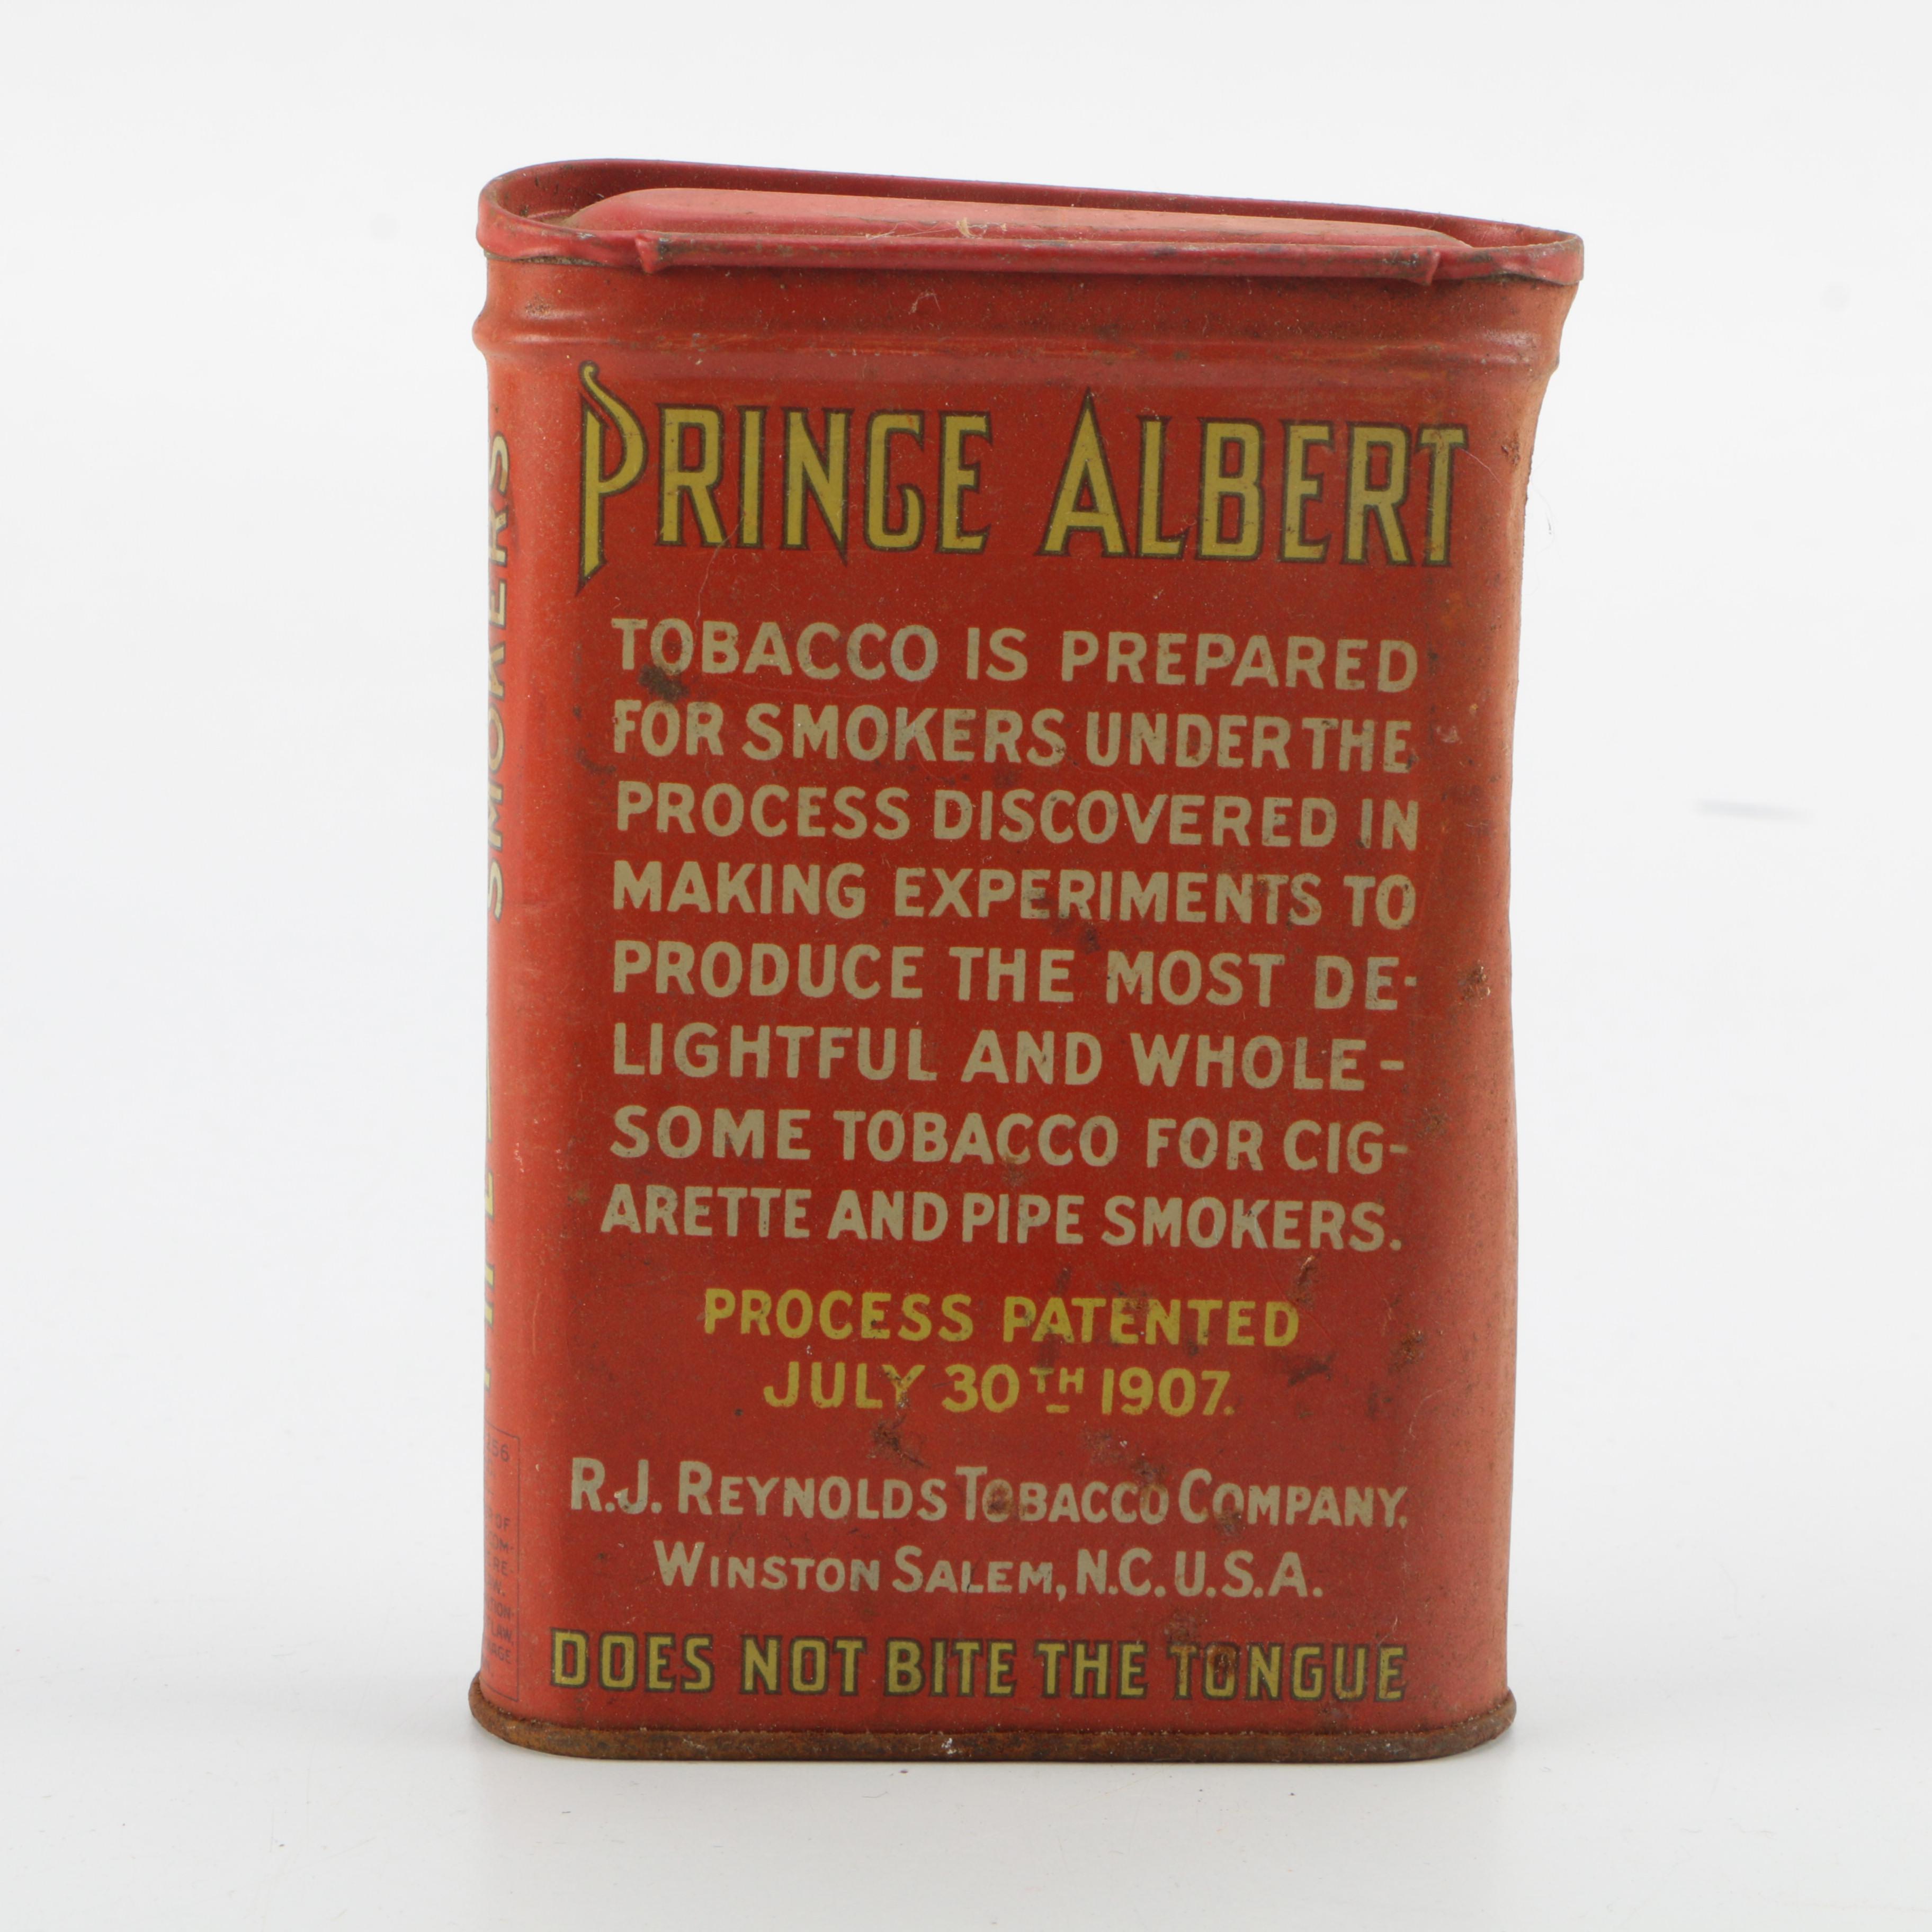 PRINCE ALBERT
TOBACCO IS PREPARED
FOR SMOKERS UNDER THE
PROCESS DISCOVERED IN
MAKING EXPERIMENTS TO
PRODUCE THE MOST DE-
LIGHTFUL AND WHOLE-
SOME TOBACCO FOR CIG-
ARETTE AND PIPE SMOKERS.
PROCESS PATENTED
JULY 30TH 1907.
R.J. REYNOLDS TOBACCO COMPANY,
WINSTON SALEM, N.C. U.S.A.
DOES NOT BITE THE TONGUE
SMOKERS